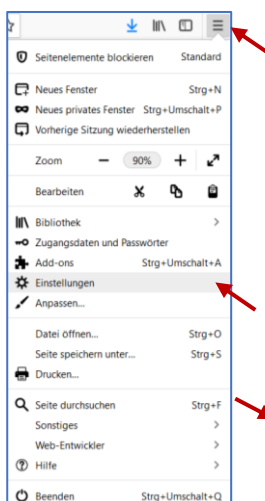 Seitenelemente blockieren Standard
Neues Fenster Strg+N
Neues privates Fenster Strg+Umschalt+P
Vorherige Sitzung wiederherstellen
Zoom 90%
Bearbeiten
Bibliothek
Zugangsdaten und Passwörter
Add-ons Strg+Umschalt+A
Einstellungen
Anpassen...
Datei öffnen... Strg+O
Seite speichern unter... Strg+S
Drucken...
Seite durchsuchen Strg+F
Sonstiges
Web-Entwickler
Hilfe
Beenden Strg+Umschalt+Q